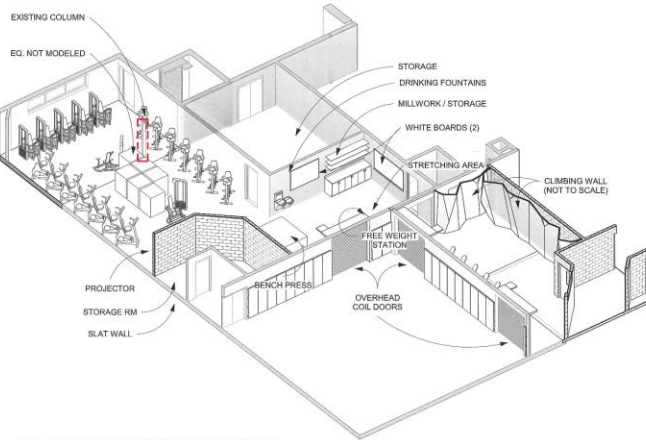 EXISTING COLUMN
EQ. NOT MODELED
STORAGE
DRINKING FOUNTAINS
MILLWORK / STORAGE
WHITE BOARDS (2)
STRETCHING AREA
CLIMBING WALL
(NOT TO SCALE)
FREE WEIGHT
STATION
BENCH PRESS
PROJECTOR
OVERHEAD
COIL DOORS
STORAGE RM
SLAT WALL